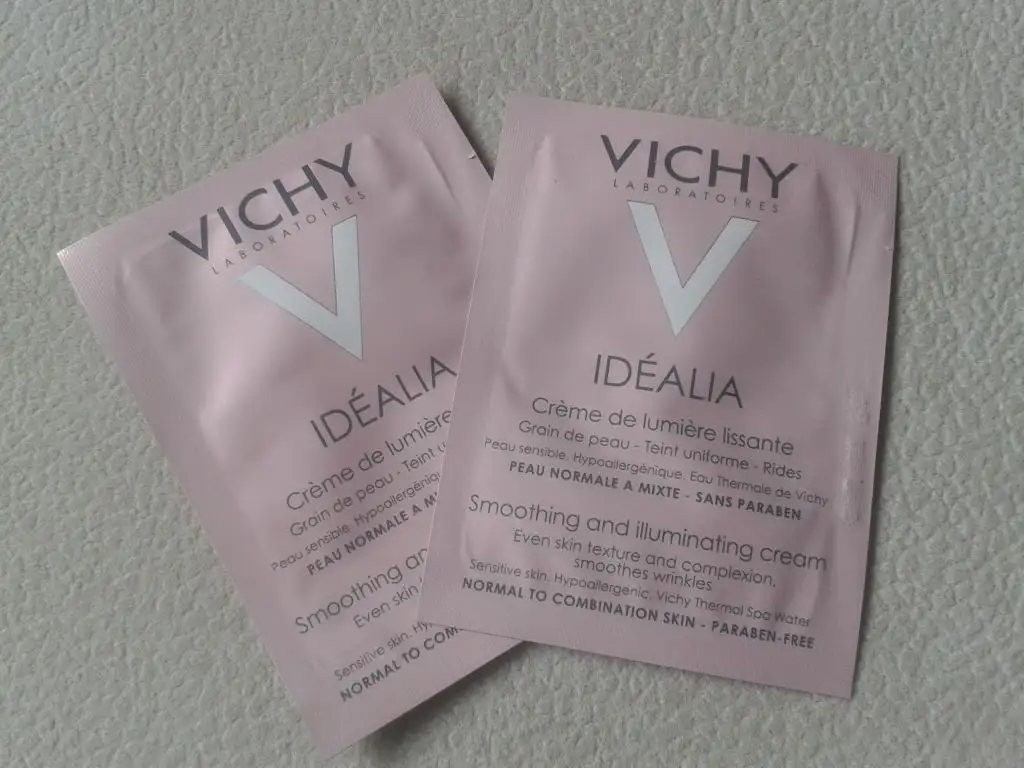 VICHY
LABORATOIRES
V
IDÉALIA
Crème de lumière
Grain de peau - Teint
Peau sensible. Hypoallergéniq
PEAU NORMALE A M
Smoothing an
Even skin
Sensitive skin. Hy
NORMAL TO COM
VICHY
LABORATOIRES
V
IDÉALIA
Crème de lumière lissante
Grain de peau - Teint uniforme - Rides
Peau sensible. Hypoallergénique. Eau Thermale de Vichy
PEAU NORMALE A MIXTE - SANS PARABEN
Smoothing and illuminating cream
Even skin texture and complexion,
smoothes wrinkles
Sensitive skin. Hypoallergenic. Vichy Thermal Spa Water
NORMAL TO COMBINATION SKIN - PARABEN-FREE